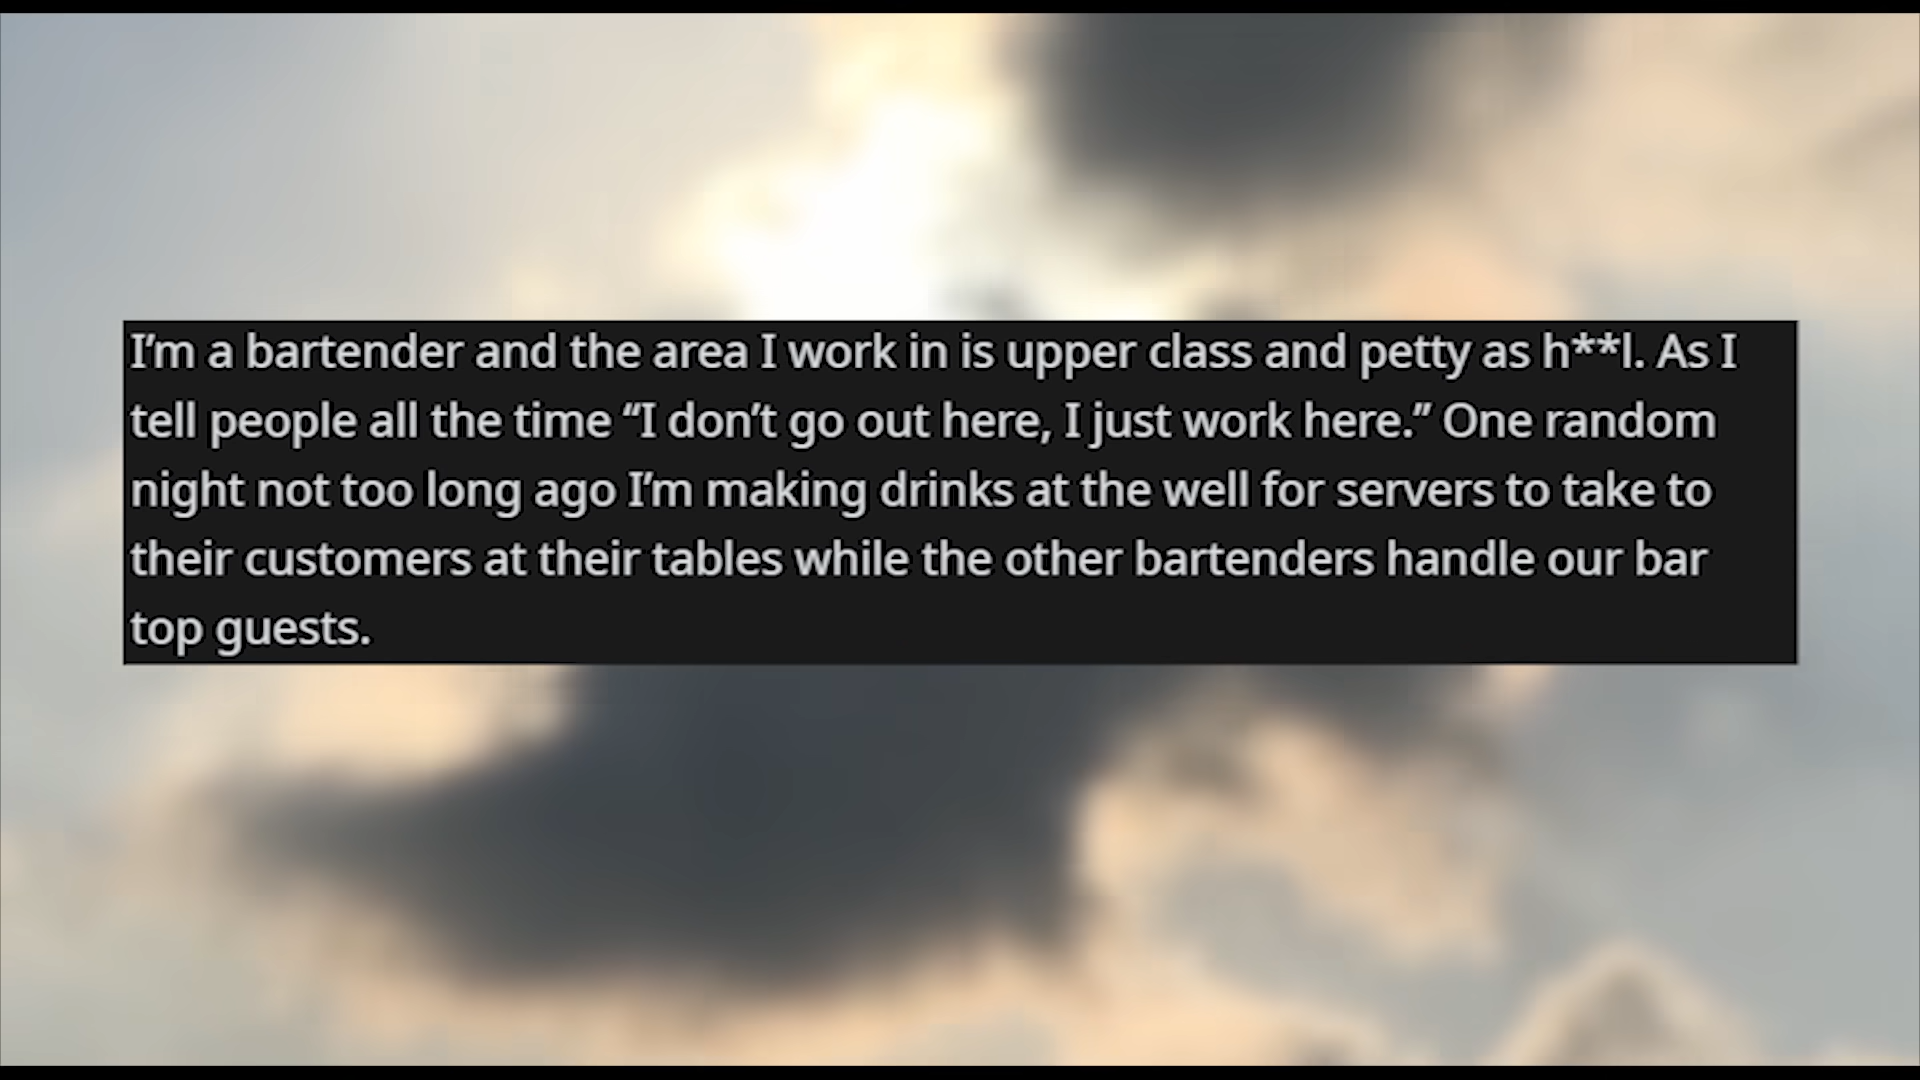 I’m a bartender and the area I work in is upper class and petty as h**l. As I
tell people all the time “I don’t go out here, I just work here.” One random
night not too long ago I’m making drinks at the well for servers to take to
their customers at their tables while the other bartenders handle our bar
top guests.